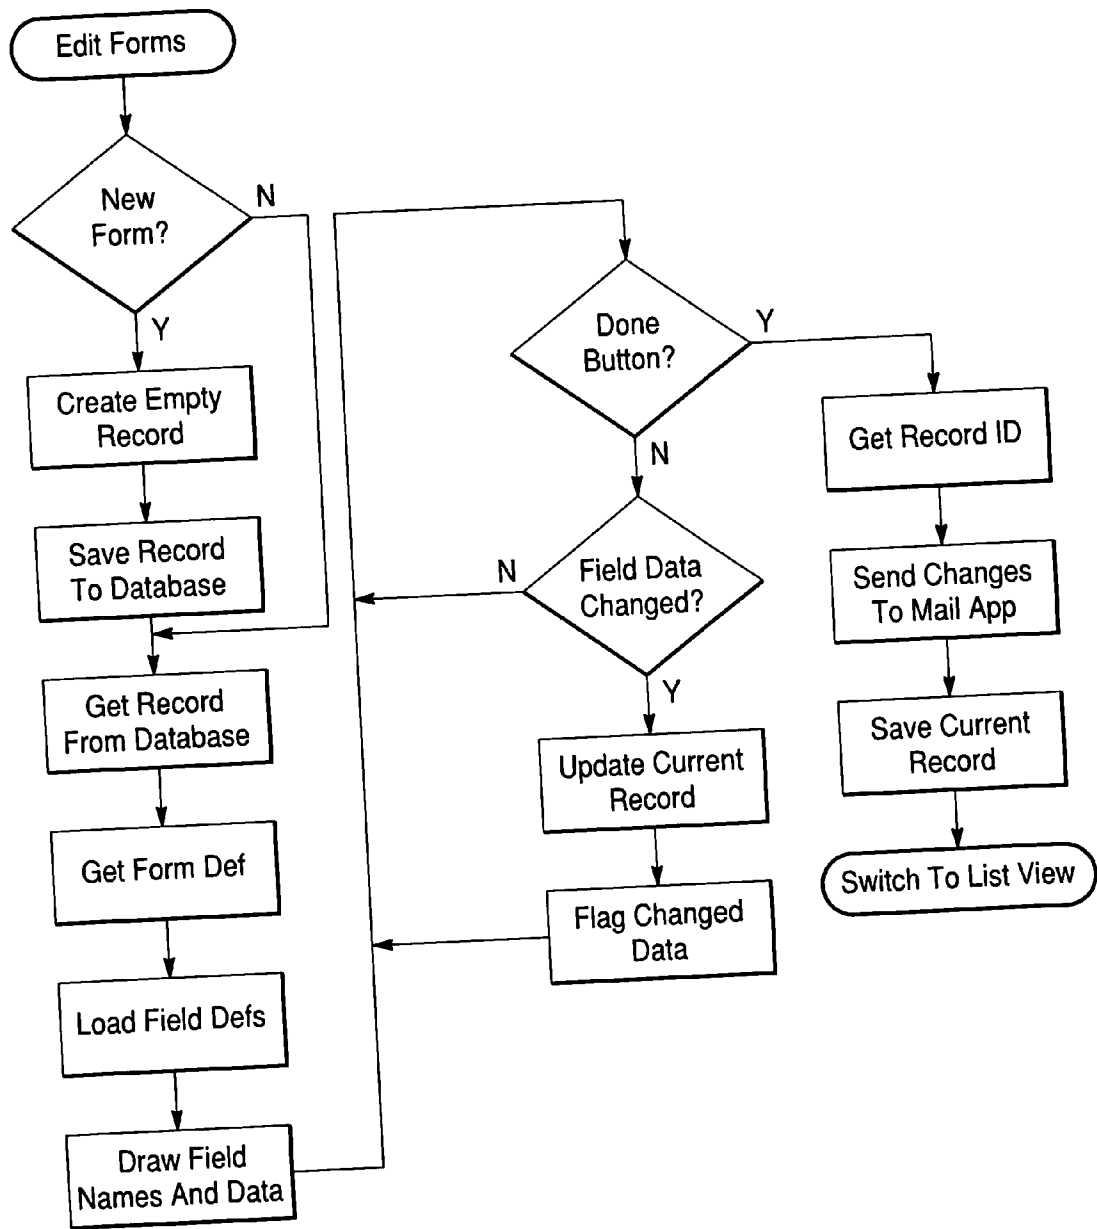 Edit Forms
New
Form?
N
Y
Create Empty
Record
Save Record
To Database
Get Record
From Database
Get Form Def
Load Field Defs
Draw Field
Names And Data
Done
Button?
Y
N
Field Data
Changed?
N
Y
Update Current
Record
Flag Changed
Data
Get Record ID
Send Changes
To Mail App
Save Current
Record
Switch To List View